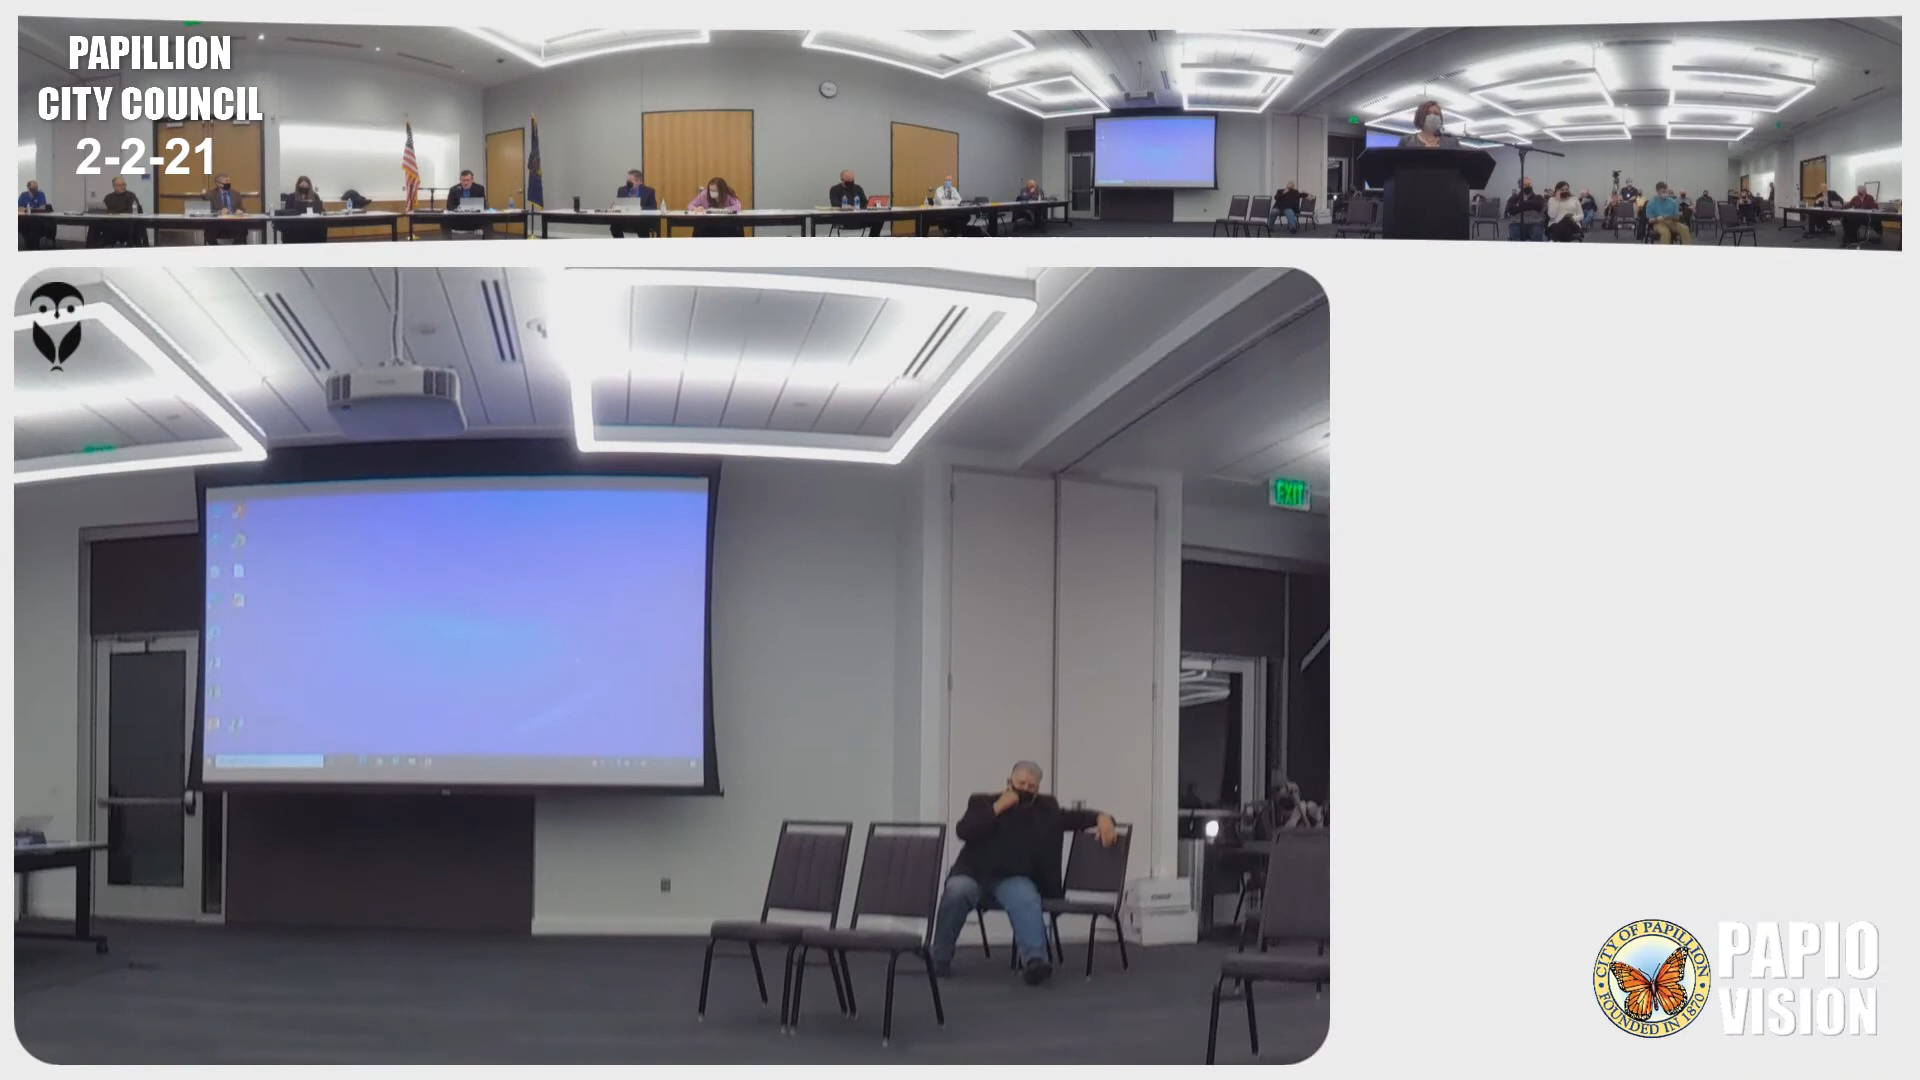 PAPILLION
CITY COUNCIL
2-2-21
EXIT
CITY OF PAPILLION
FOUNDED IN 1870
PAPIO
VISION